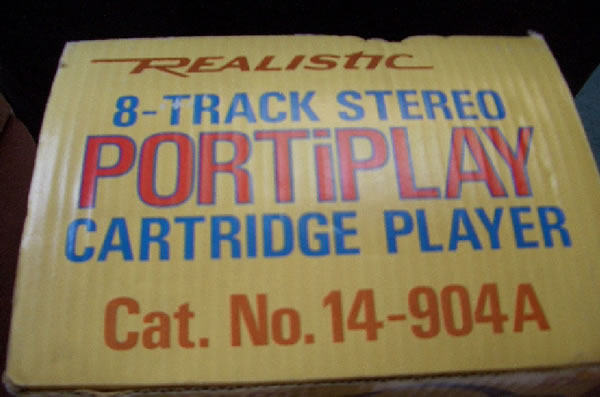 REALISTIC
8-TRACK STEREO
PORTiPLAY
CARTRIDGE PLAYER
Cat. No. 14-904A